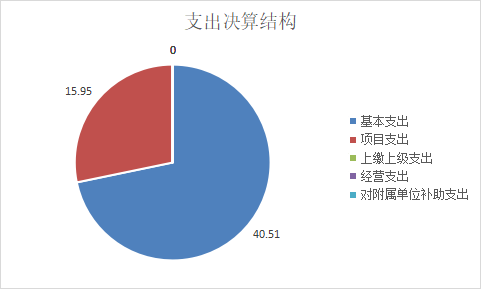 支出决算结构
0
15.95
40.51
基本支出
项目支出
上缴上级支出
经营支出
对附属单位补助支出